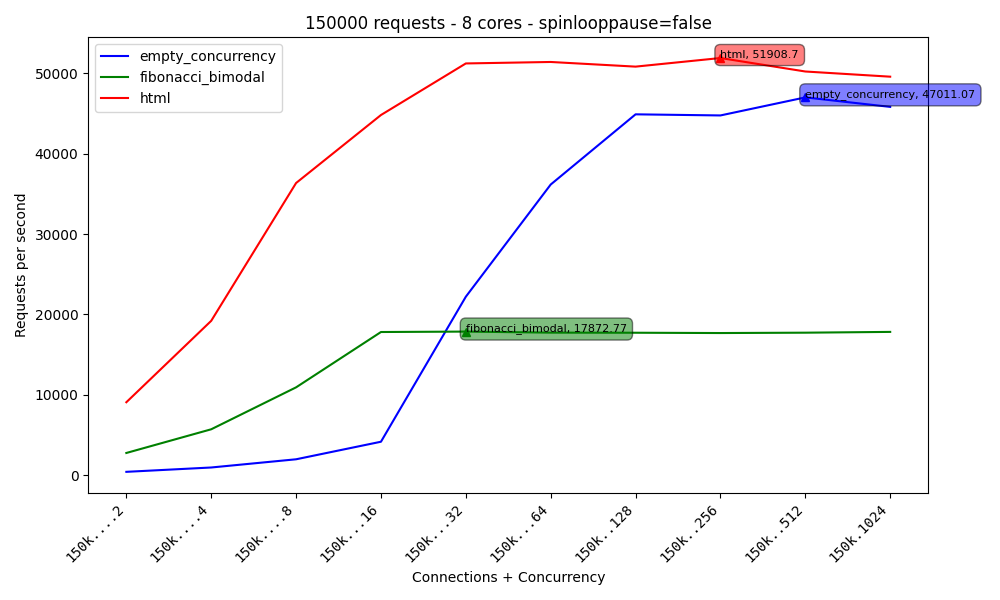 150000 requests - 8 cores - spinlooppause=false
empty_concurrency
fibonacci_bimodal
html
html, 51908.7
empty_concurrency, 47011.07
fibonacci_bimodal, 17872.77
Requests per second
50000
40000
30000
20000
10000
0
150k....2
150k....4
150k....8
150k...16
150k...32
150k...64
150k..128
150k..256
150k..512
150k.1024
Connections + Concurrency